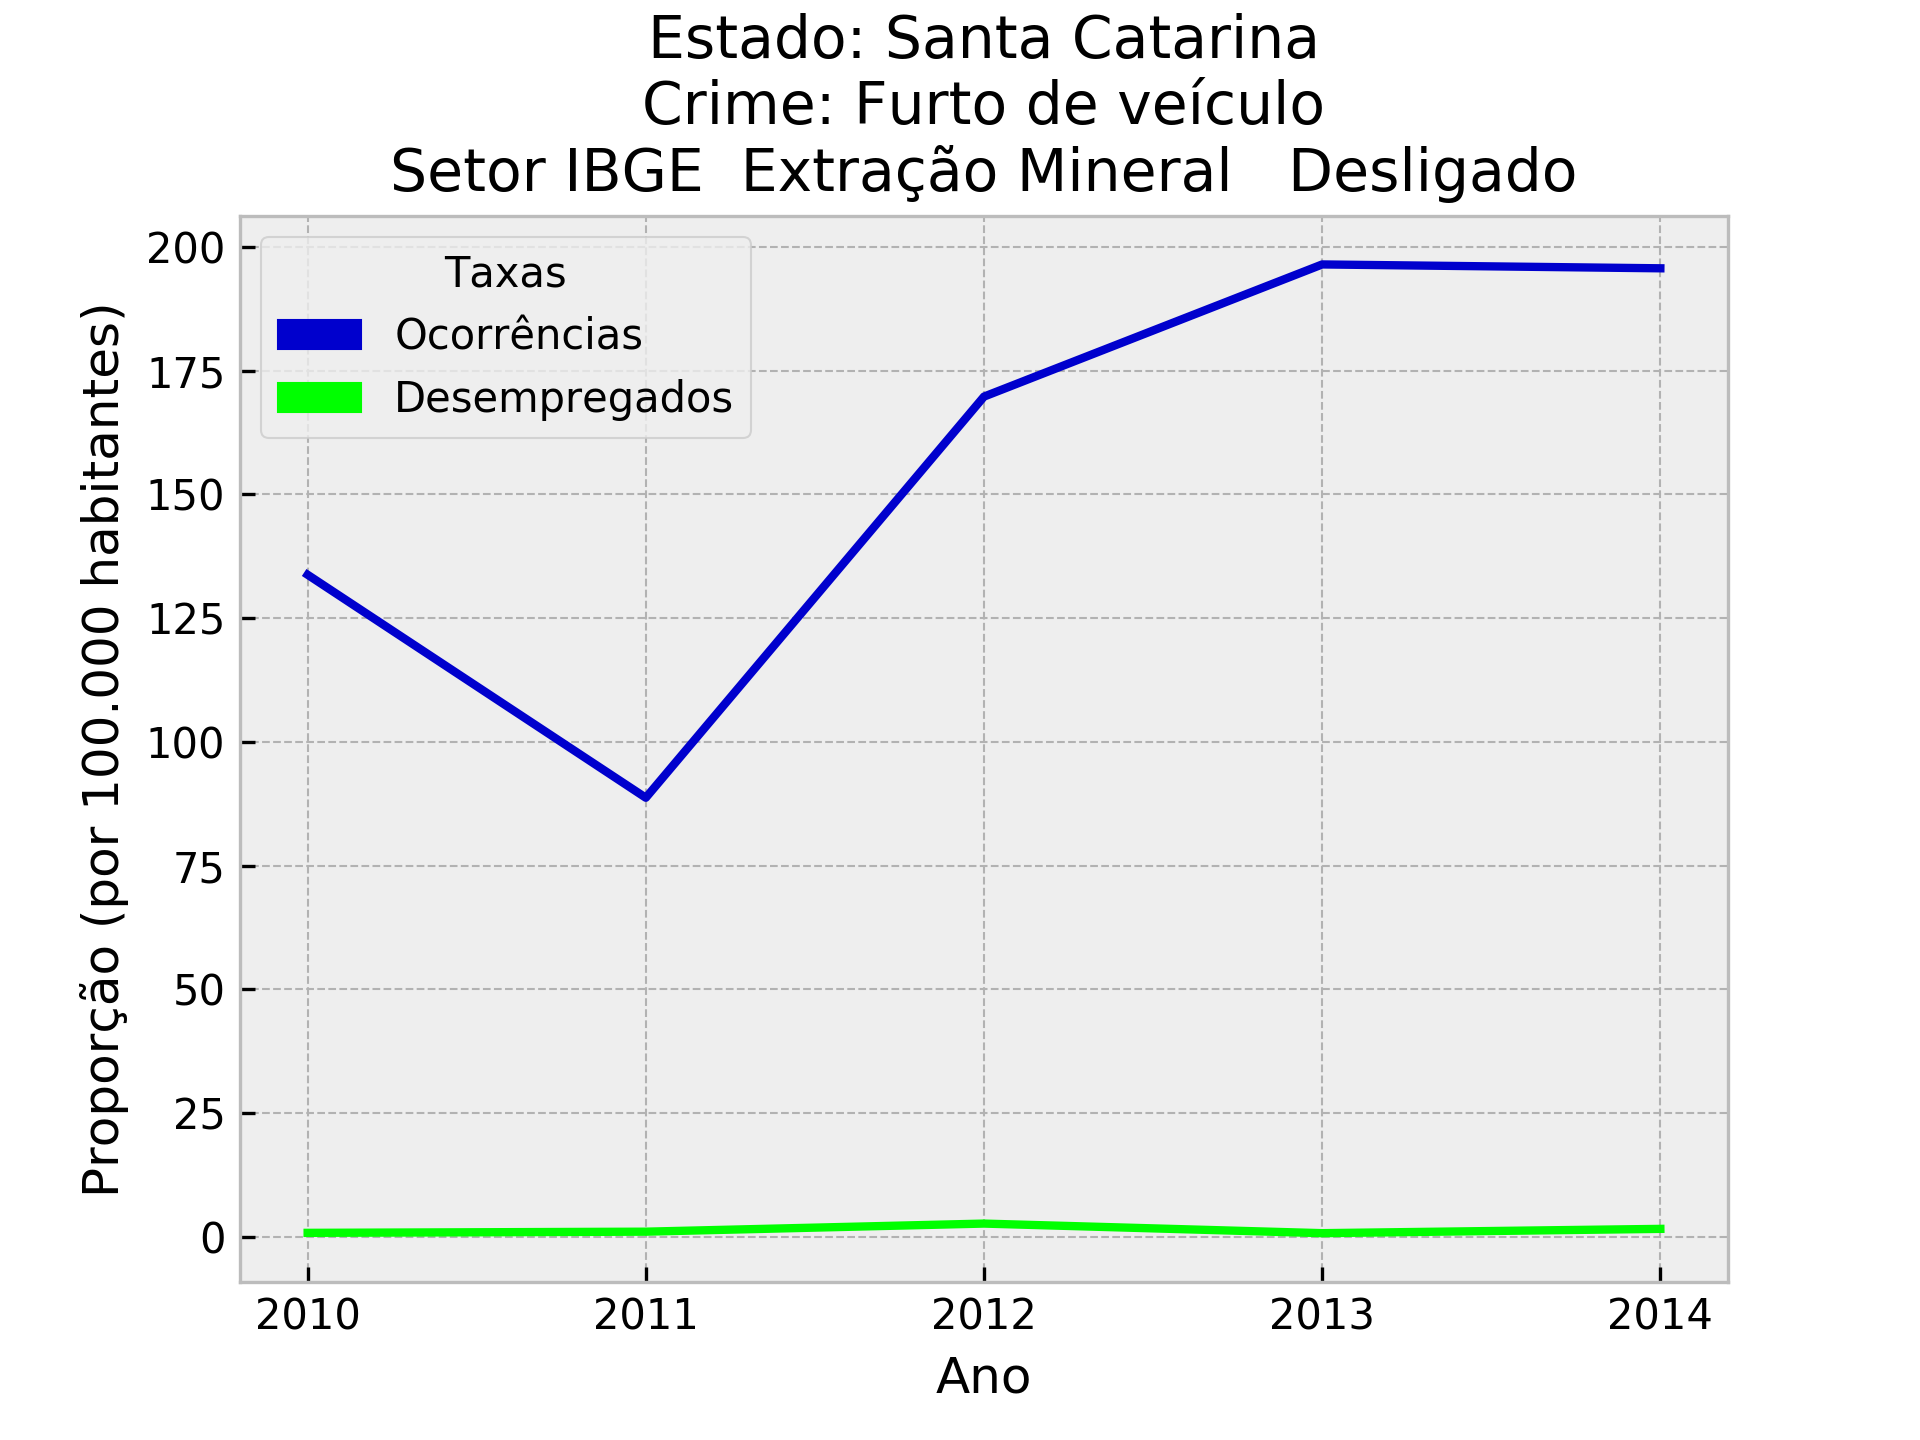 Estado: Santa Catarina
Crime: Furto de veículo
Setor IBGE  Extração Mineral   Desligado
Proporção (por 100.000 habitantes)
200
175
150
125
100
75
50
25
0
Taxas
Ocorrências
Desempregados
2010
2011
2012
2013
2014
Ano